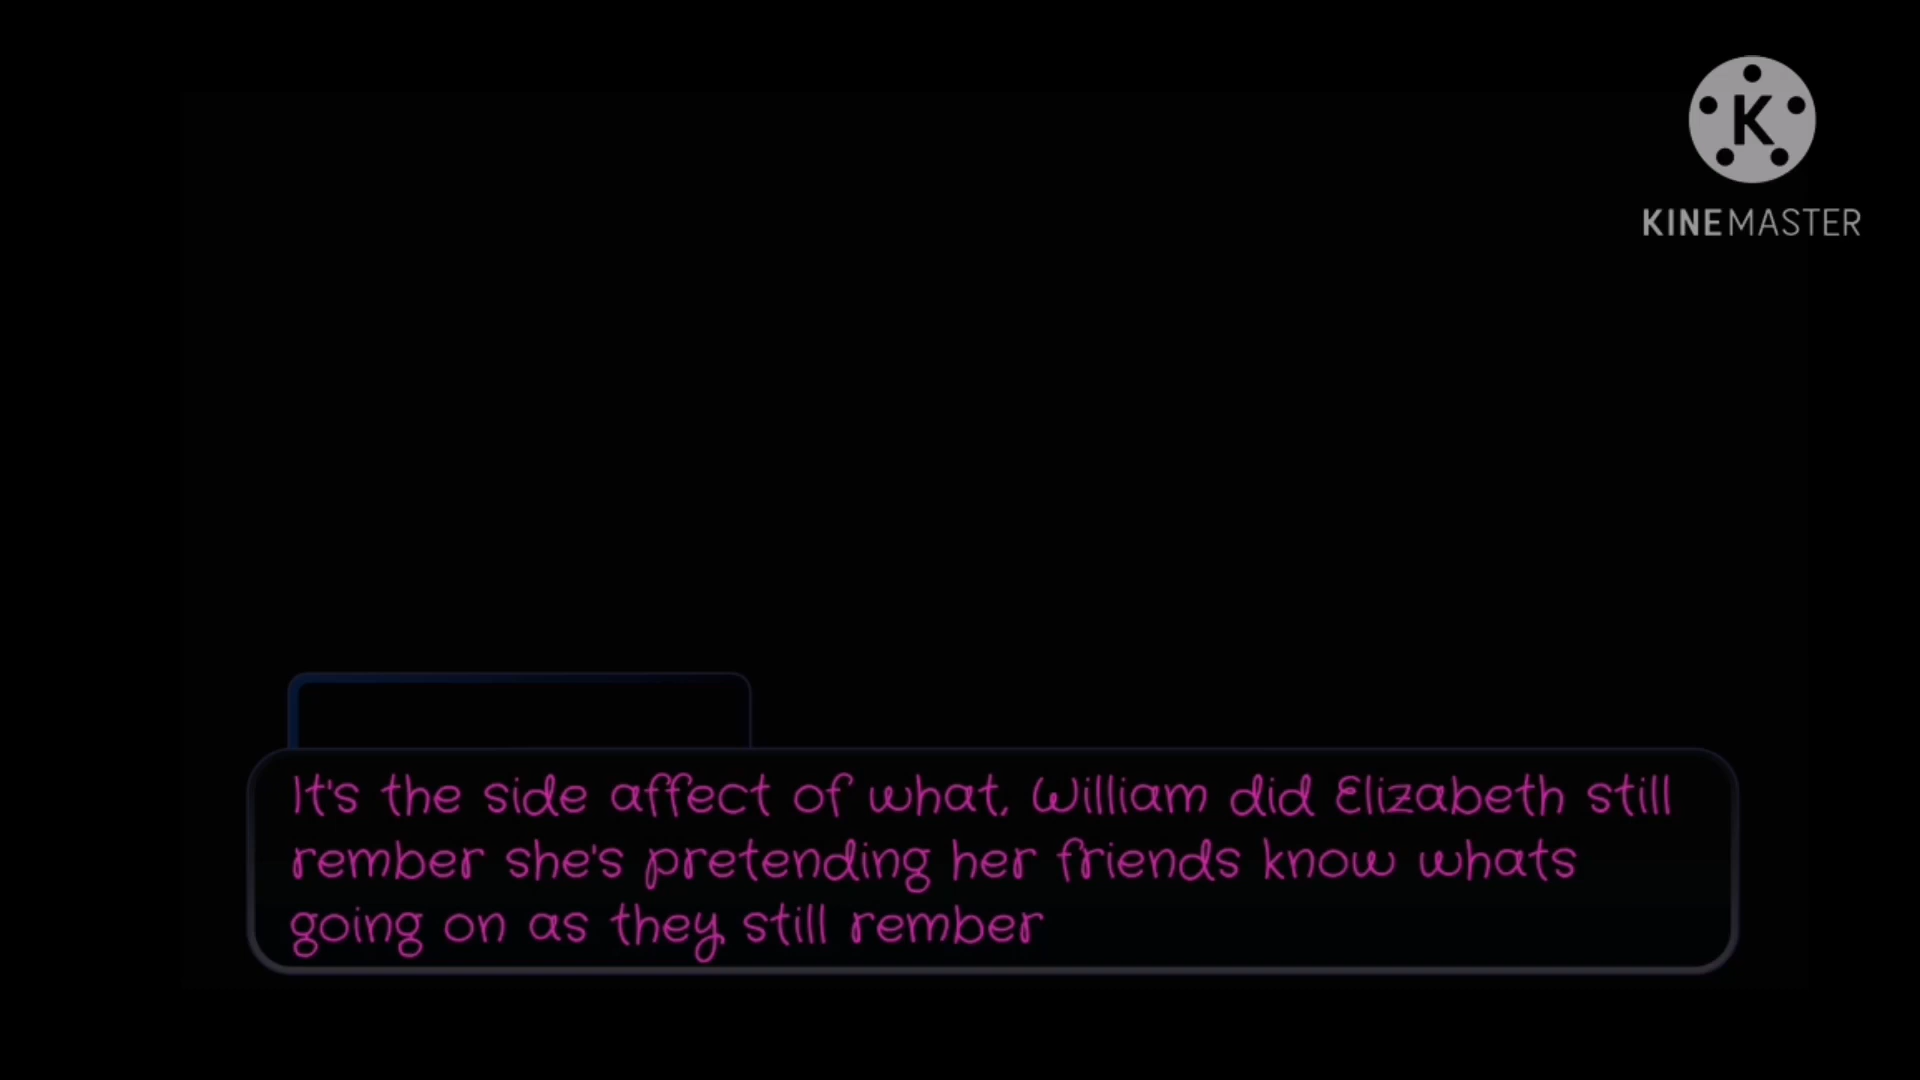 K
KINEMASTER
It's the side affect of what, William did Elizabeth still
rember she's pretending her friends know whats
going on as they still rember